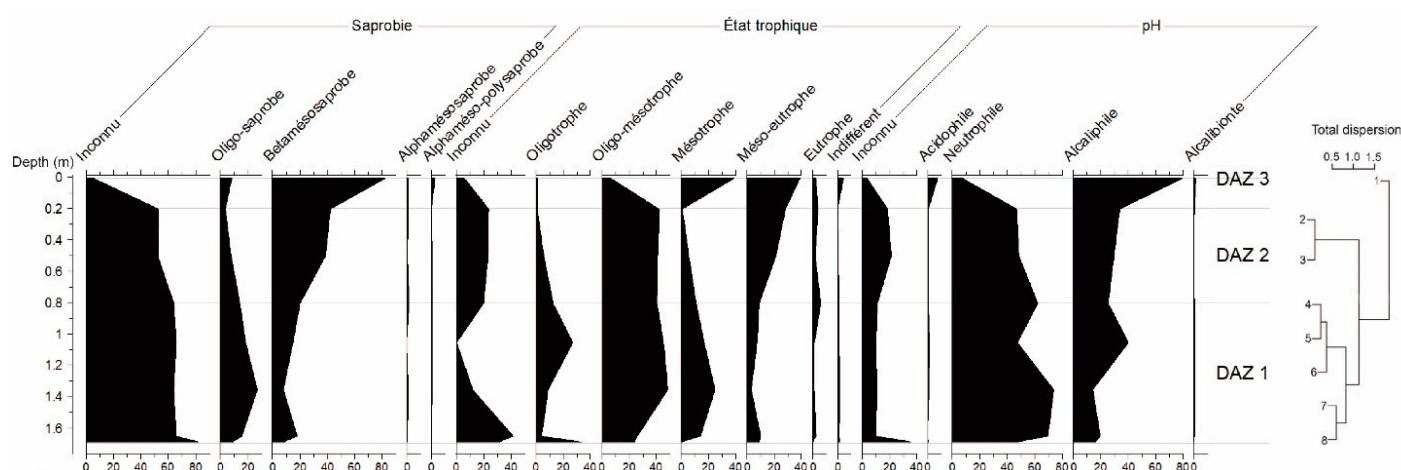 Saprobie État trophique pH
Inconnu Oligo-saprobe Betamésosaprobe Alphamésosaprobe Alphaméso-polysaprobe Inconnu Oligotrophe Oligo-mésotrophe Mésotrophe Méso-eutrophe Eutrophe Indifférent Inconnu Acidophile Neutrophile Alcaliphile Alcalibionte
Total dispersion
Depth (m)
0.5 1.0 1.5
0 DAZ 3 1
0.2 2
0.4
DAZ 2
3
0.6
0.8 4
1 5
1.2 DAZ 1 6
1.4
7
1.6
8
0 20 40 60 80 0 20 0 20 40 60 80 0 0 0 20 40 0 20 0 20 40 0 20 40 0 20 40 0 0 0 20 40 0 0 20 40 60 80 0 20 40 60 80 0